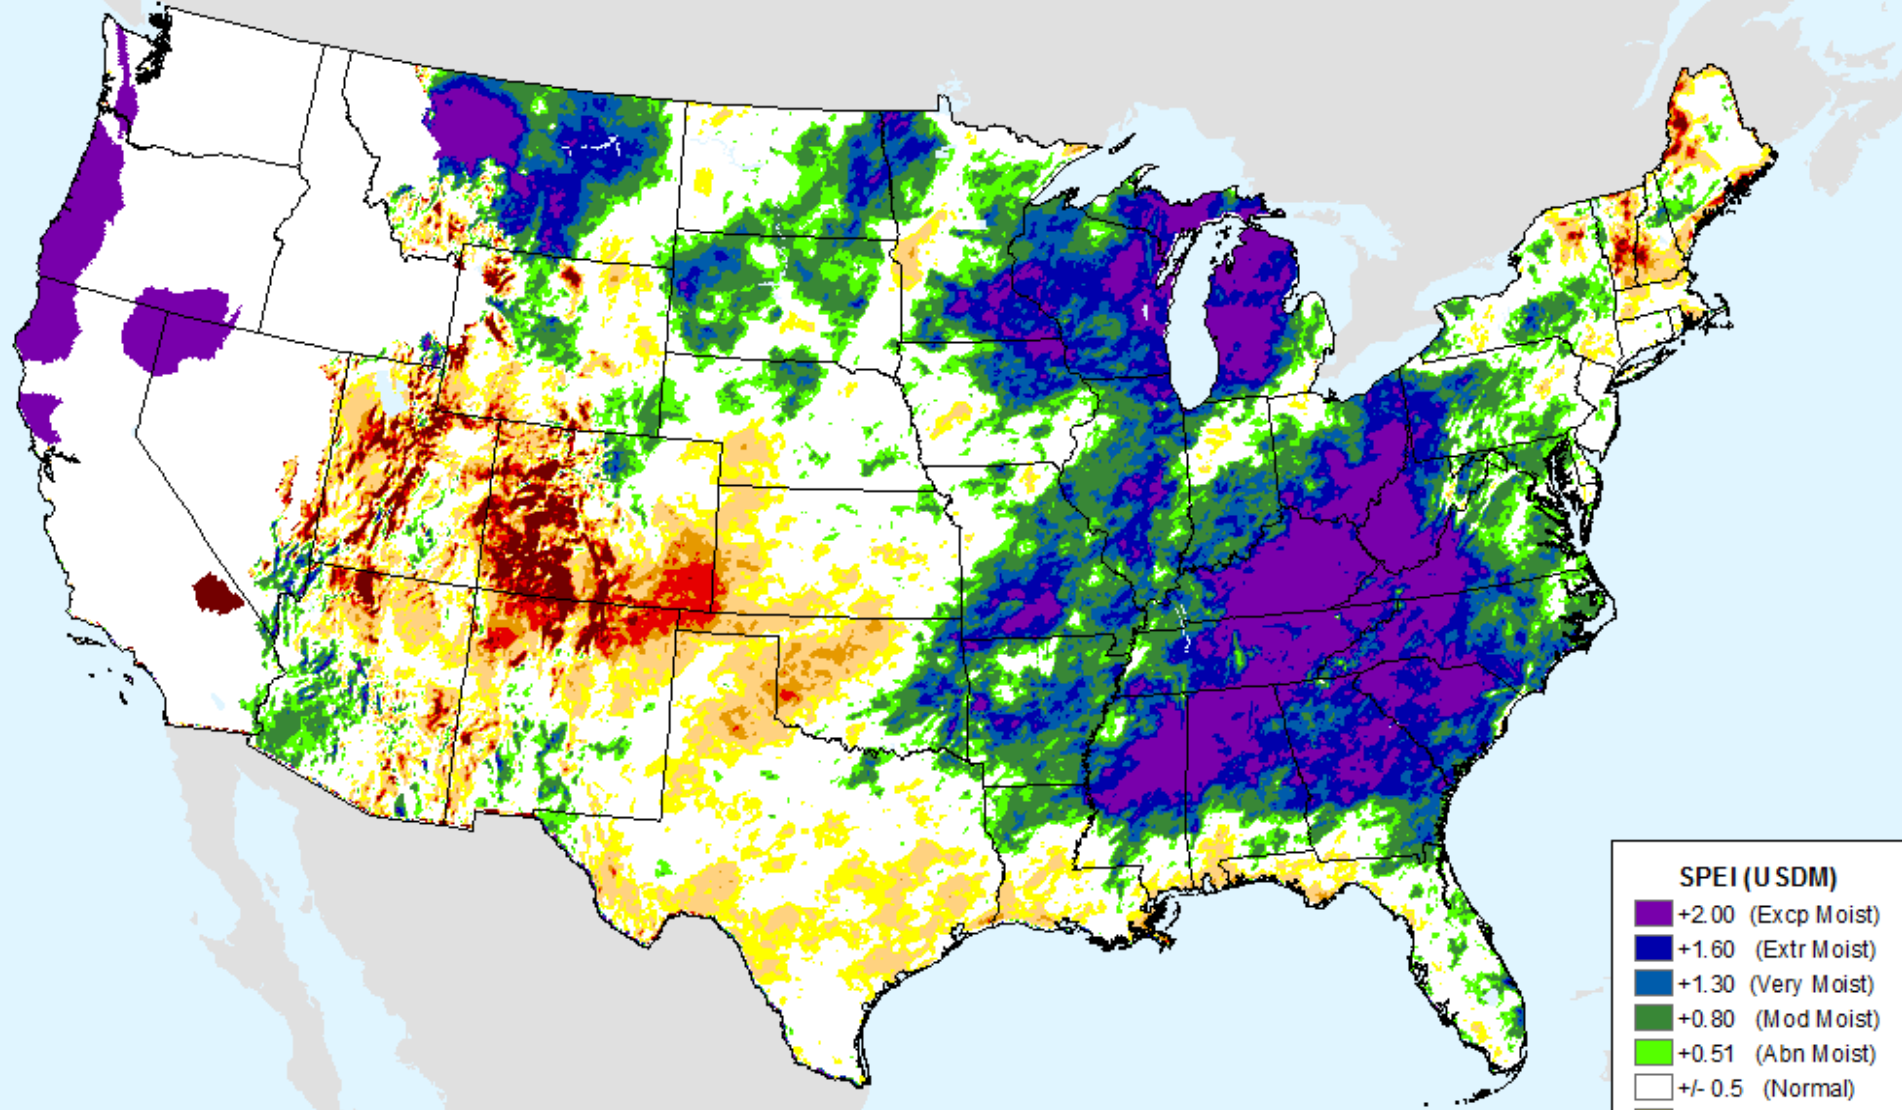 SPEI (USDM)
+2.00 (Excp Moist)
+1.60 (Extr Moist)
+1.30 (Very Moist)
+0.80 (Mod Moist)
+0.51 (Abn Moist)
+/- 0.5 (Normal)